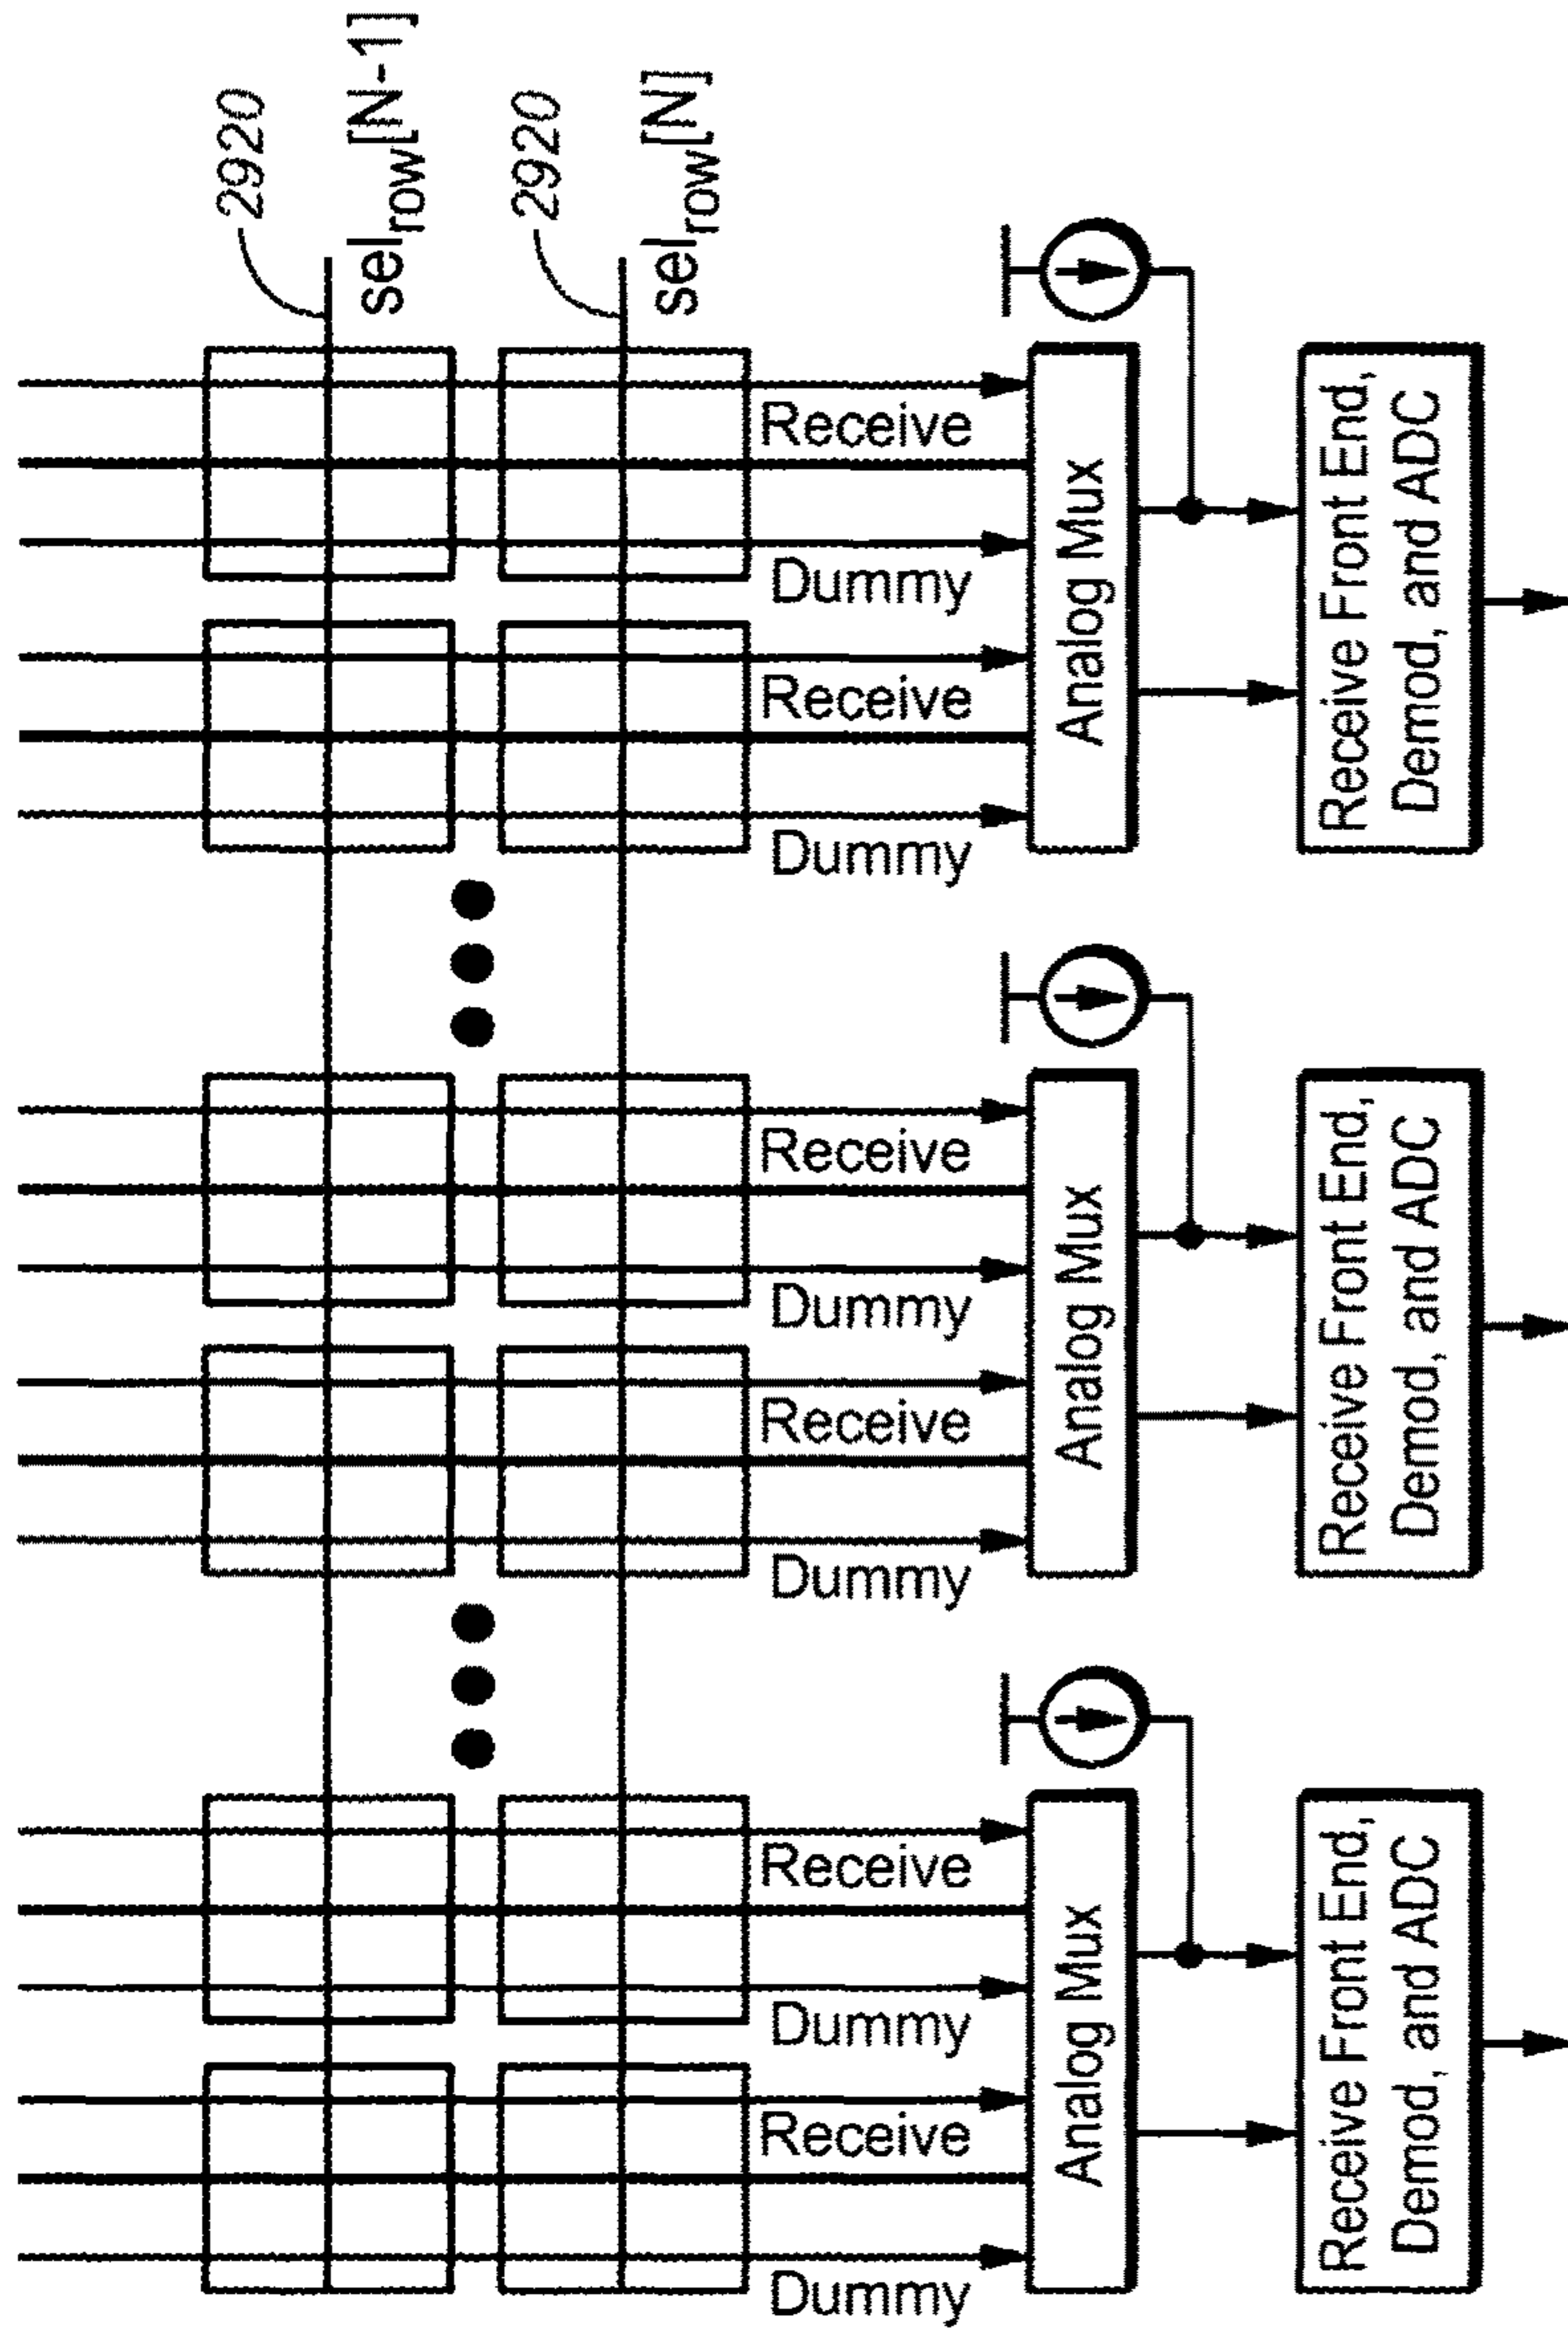 2920
sel_row[N-1]
2920
sel_row[N]
Dummy
Receive
Dummy
Receive
Dummy
Receive
Dummy
Receive
Dummy
Receive
Dummy
Receive
Analog Mux
Analog Mux
Analog Mux
Receive Front End,
Demod, and ADC
Receive Front End,
Demod, and ADC
Receive Front End,
Demod, and ADC